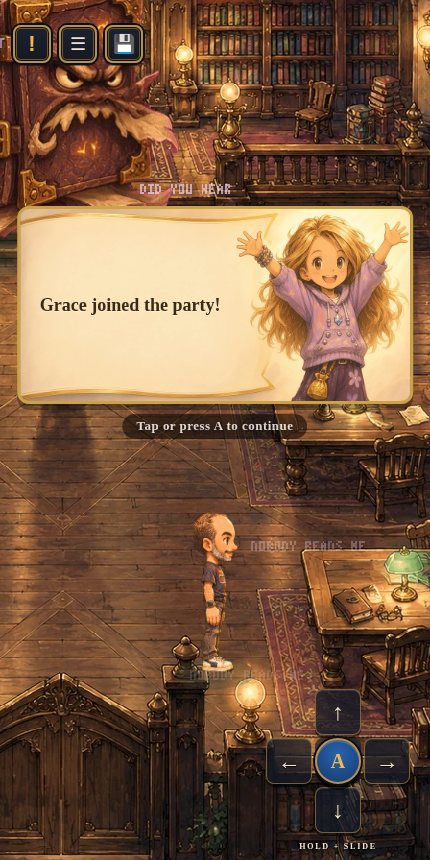 !
DID YOU HEAR
Grace joined the party!
Tap or press A to continue
NOBODY READS ME
↑
← A →
↓
HOLD + SLIDE